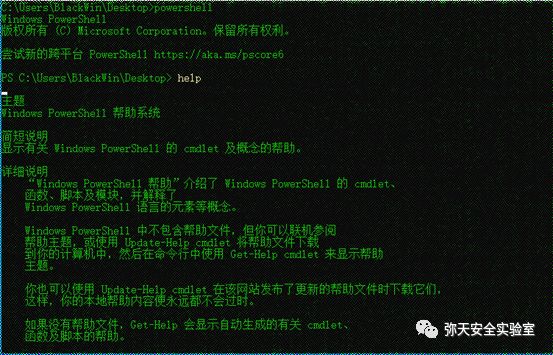 C:\Users\BlackWin\Desktop>powershell
Windows PowerShell
版权所有 (C) Microsoft Corporation。保留所有权利。
尝试新的跨平台 PowerShell https://aka.ms/pscore6
PS C:\Users\BlackWin\Desktop> help
主题
Windows PowerShell 帮助系统
简短说明
显示有关 Windows PowerShell 的 cmdlet 及概念的帮助。
详细说明
“Windows PowerShell 帮助”介绍了 Windows PowerShell 的 cmdlet、
函数、脚本及模块，并解释了
Windows PowerShell 语言的元素等概念。
Windows PowerShell 中不包含帮助文件，但你可以联机参阅
帮助主题，或使用 Update-Help cmdlet 将帮助文件下载
到你的计算机中，然后在命令行中使用 Get-Help cmdlet 来显示帮助
主题。
你也可以使用 Update-Help cmdlet 在该网站发布了更新的帮助文件时下载它们，
这样，你的本地帮助内容便永远都不会过时。
如果没有帮助文件，Get-Help 会显示自动生成的有关 cmdlet、
函数及脚本的帮助。
弥天安全实验室